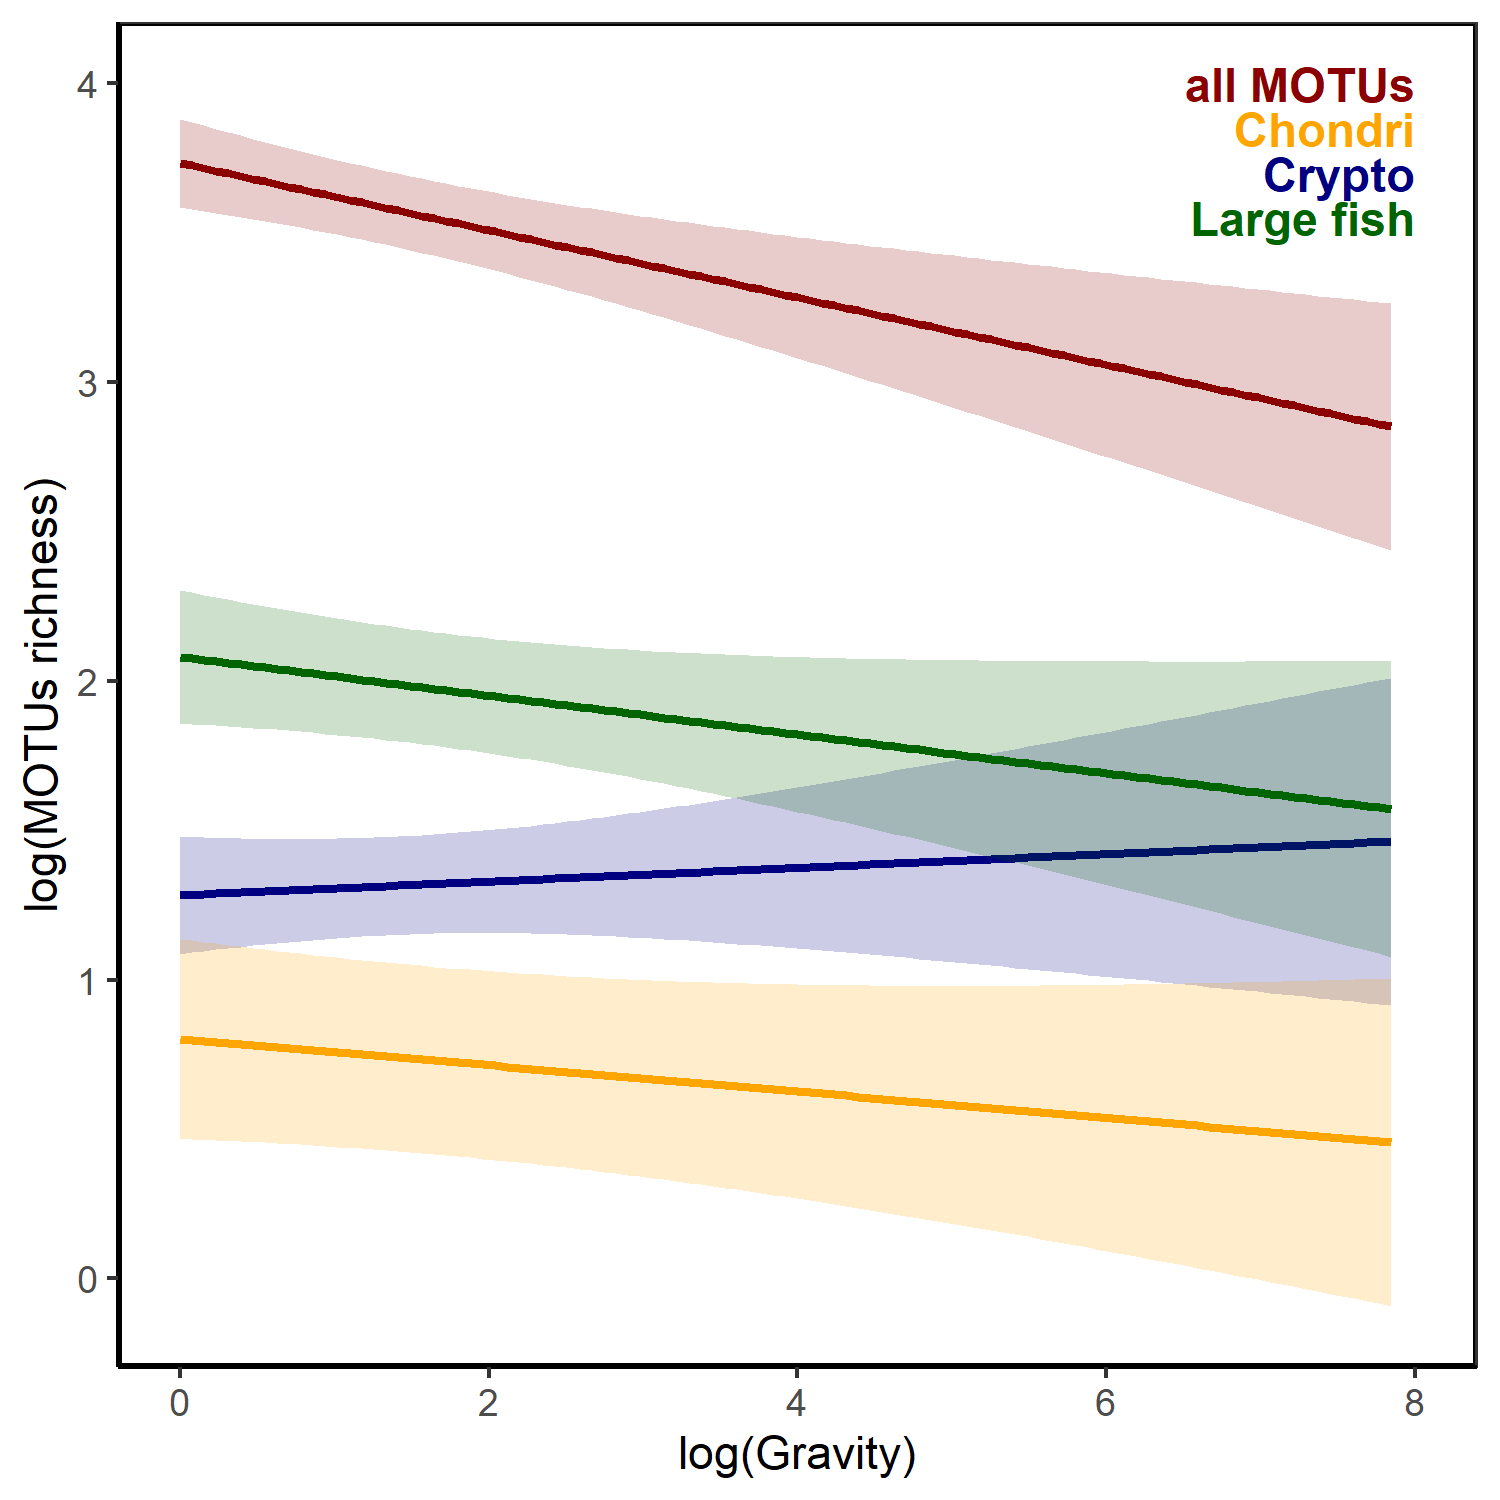 all MOTUs
Chondri
Crypto
Large fish
4
3
2
1
0
log(MOTUs richness)
0 2 4 6 8
log(Gravity)